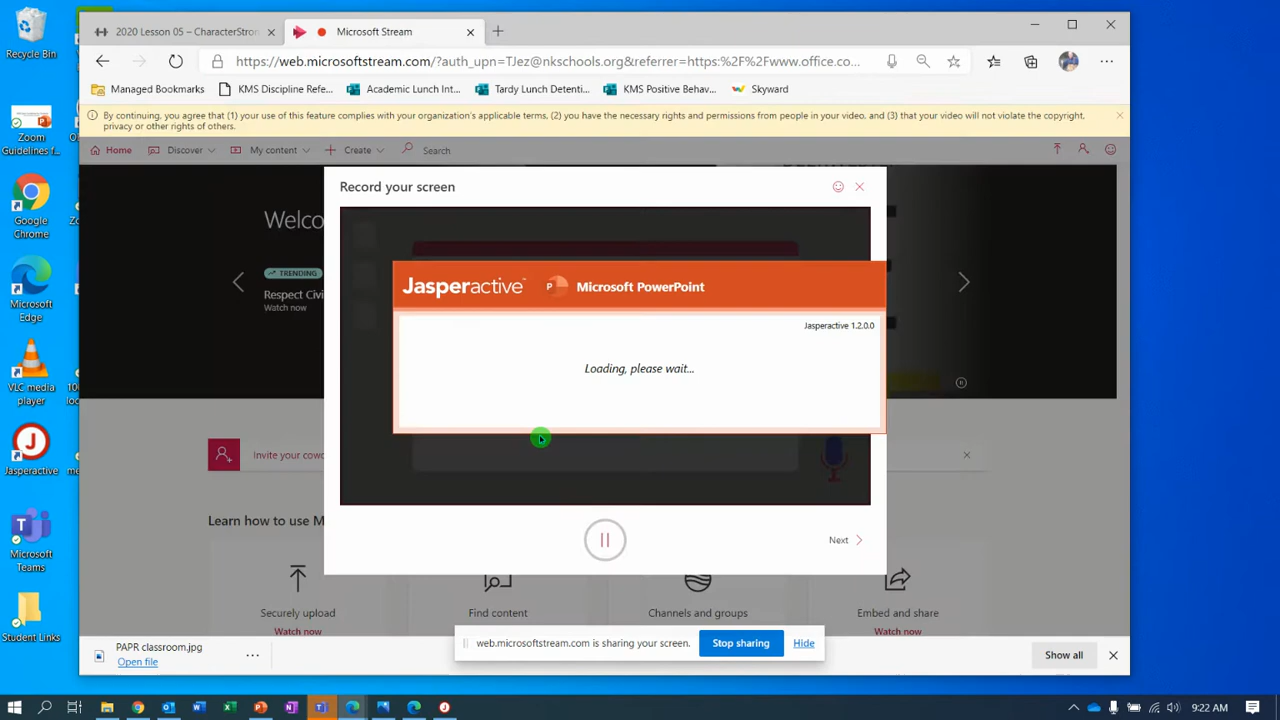 Recycle Bin
Zoom
Guidelines f...
Google
Chrome
Microsoft
Edge
VLC media
player
Jasperactive
Microsoft
Teams
Student Links
2020 Lesson 05 – CharacterStron
Microsoft Stream
https://web.microsoftstream.com/?auth_upn=TJez@nkschools.org&referrer=https:%2F%2Fwww.office.co...
Managed Bookmarks
KMS Discipline Refe...
Academic Lunch Int...
Tardy Lunch Detenti...
KMS Positive Behav...
Skyward
By continuing, you agree that (1) your use of this feature complies with your organization's applicable terms, (2) you have the necessary rights and permissions from people in your video, and (3) that your video will not violate the copyright,
privacy or other rights of others.
Home
Discover
My content
Create
Search
Record your screen
Welco
TRENDING
Respect Civi
Watch now
Jasperactive
P
Microsoft PowerPoint
Jasperactive 1.2.0.0
Loading, please wait...
Invite your cowo
Next
Learn how to use M
Securely upload
Watch now
Find content
Channels and groups
Embed and share
Watch now
web.microsoftstream.com is sharing your screen.
Stop sharing
Hide
PAPR classroom.jpg
Open file
Show all
9:22 AM